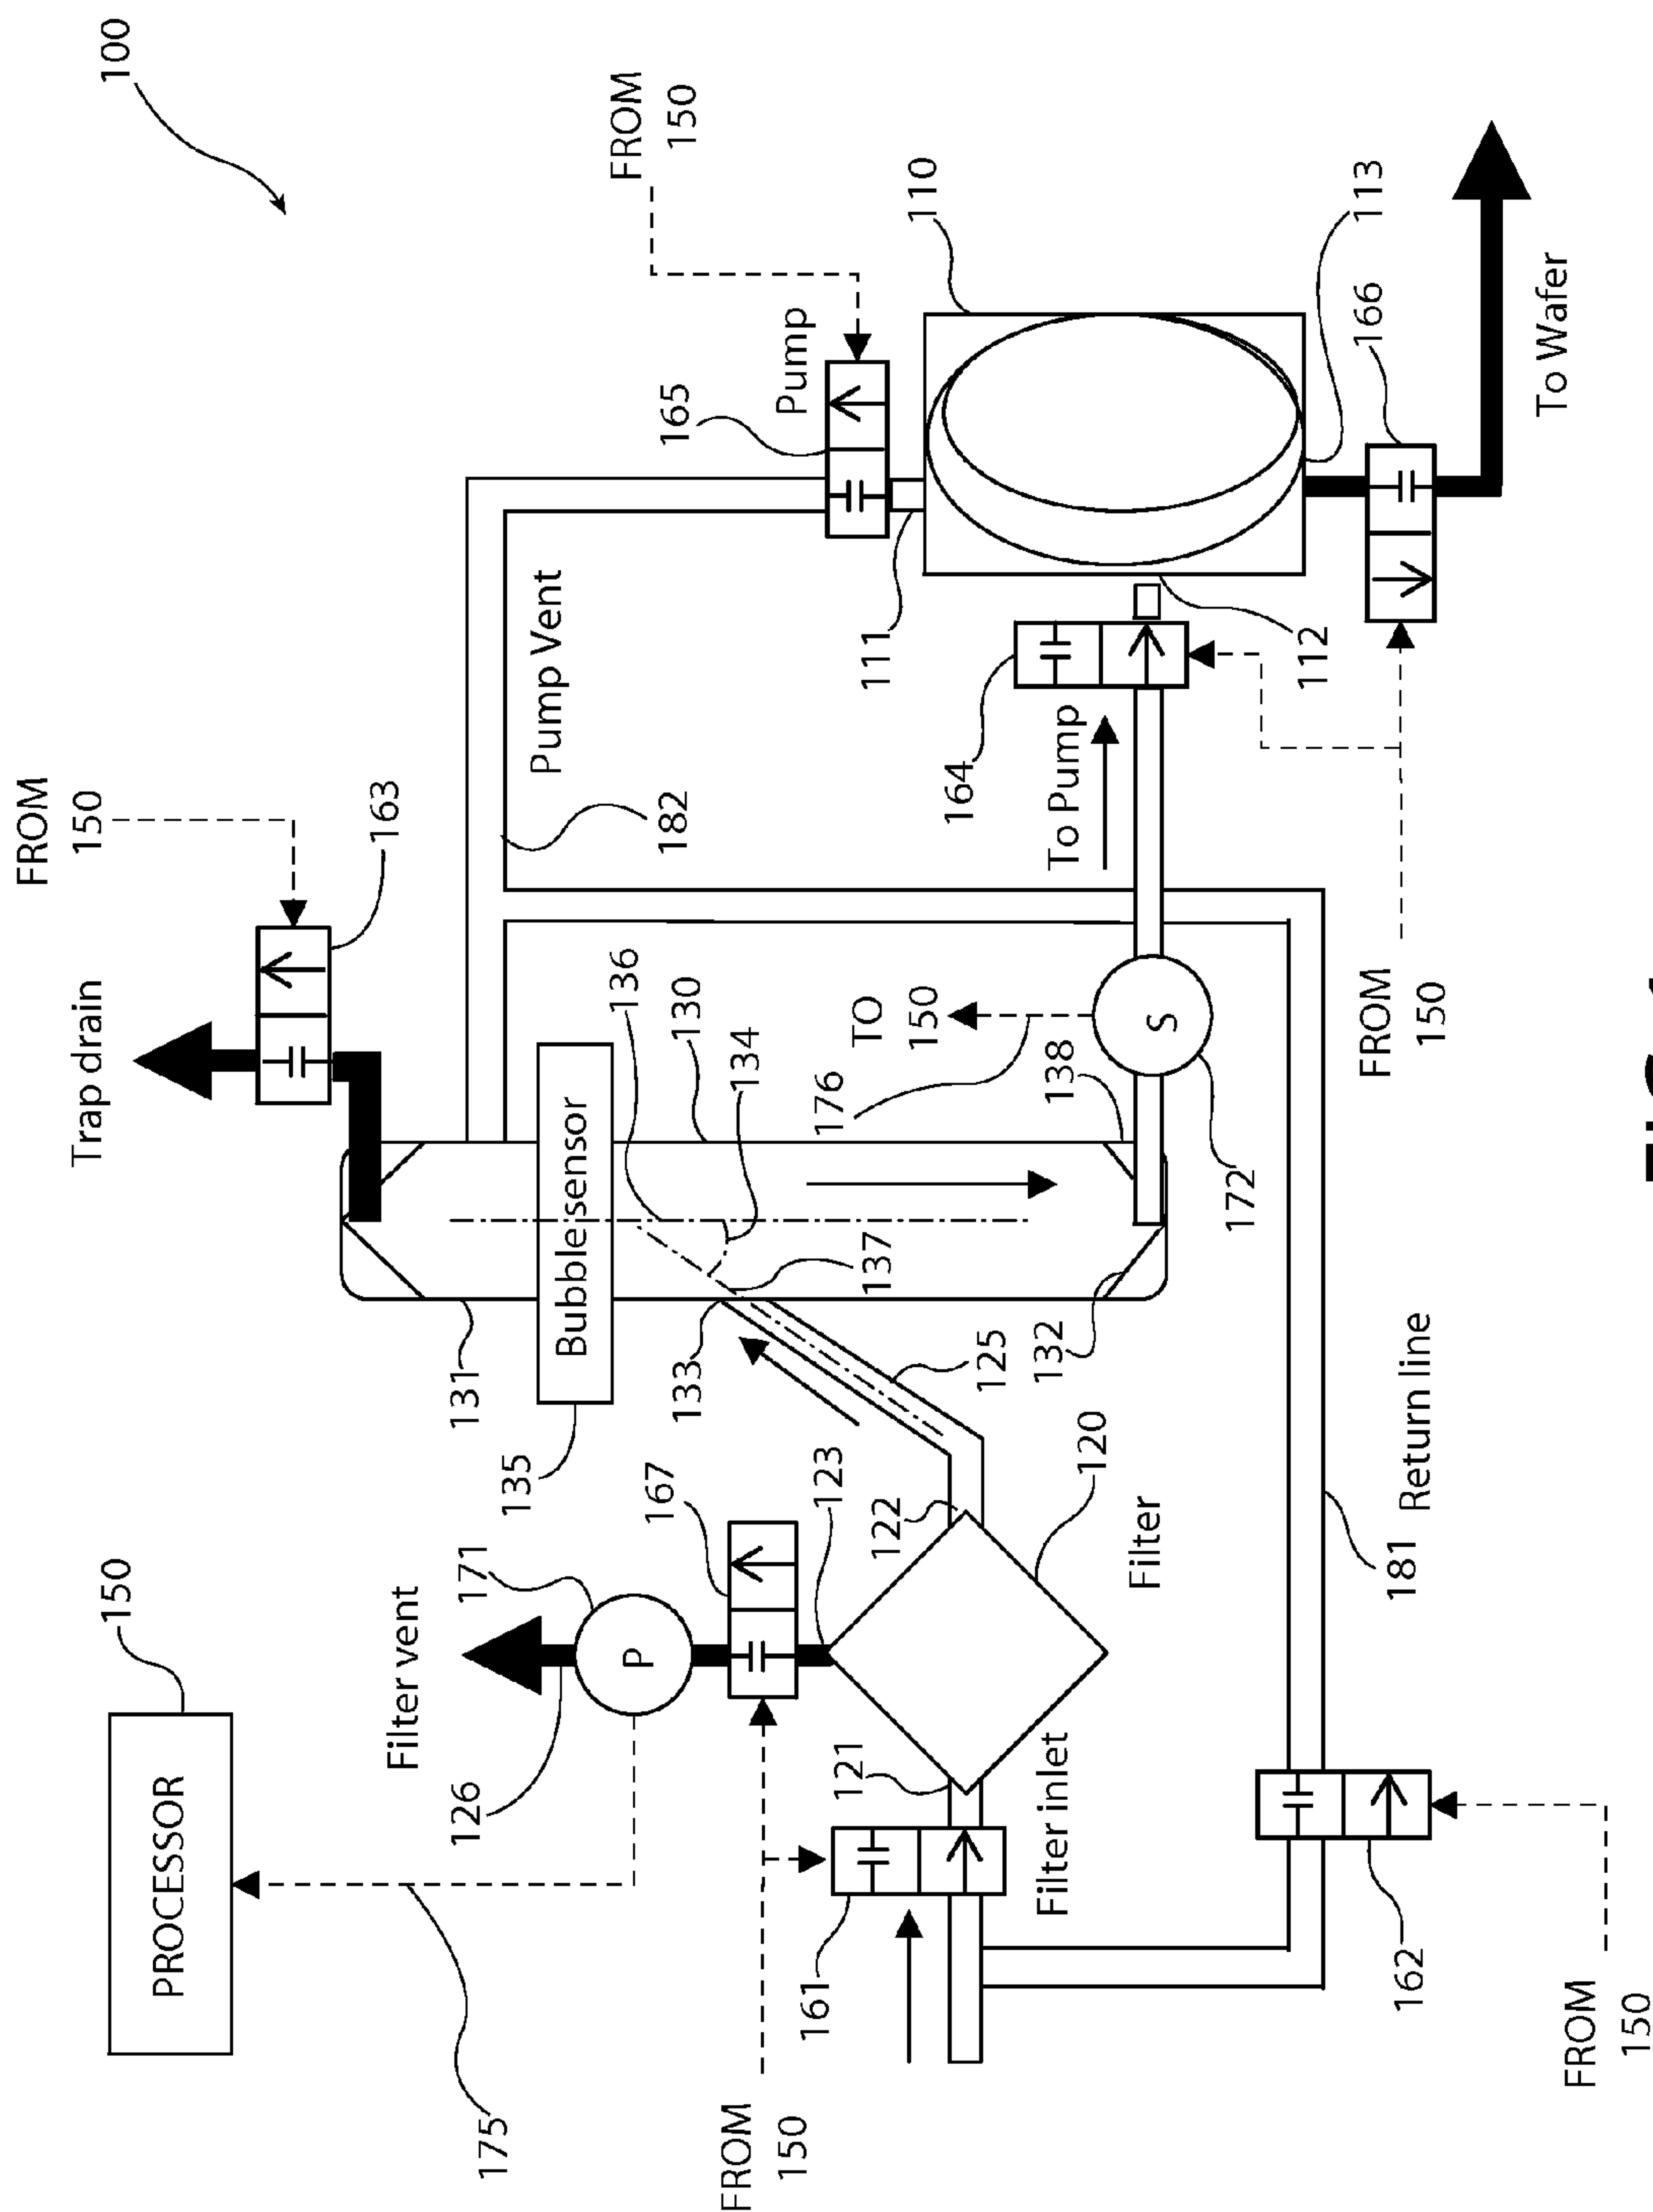 100
FROM
150
Trap drain
163
FROM
150
PROCESSOR
150
Filter vent
171
126
175
167
135
Bubble sensor
131
136
130
134
137
133
125
132
138
176
TO
150
S
172
P
123
122
120
Filter
121
Filter inlet
161
FROM
150
162
FROM
150
181
Return line
182
Pump Vent
165
Pump
110
111
112
113
164
To Pump
166
To Wafer
FROM
150